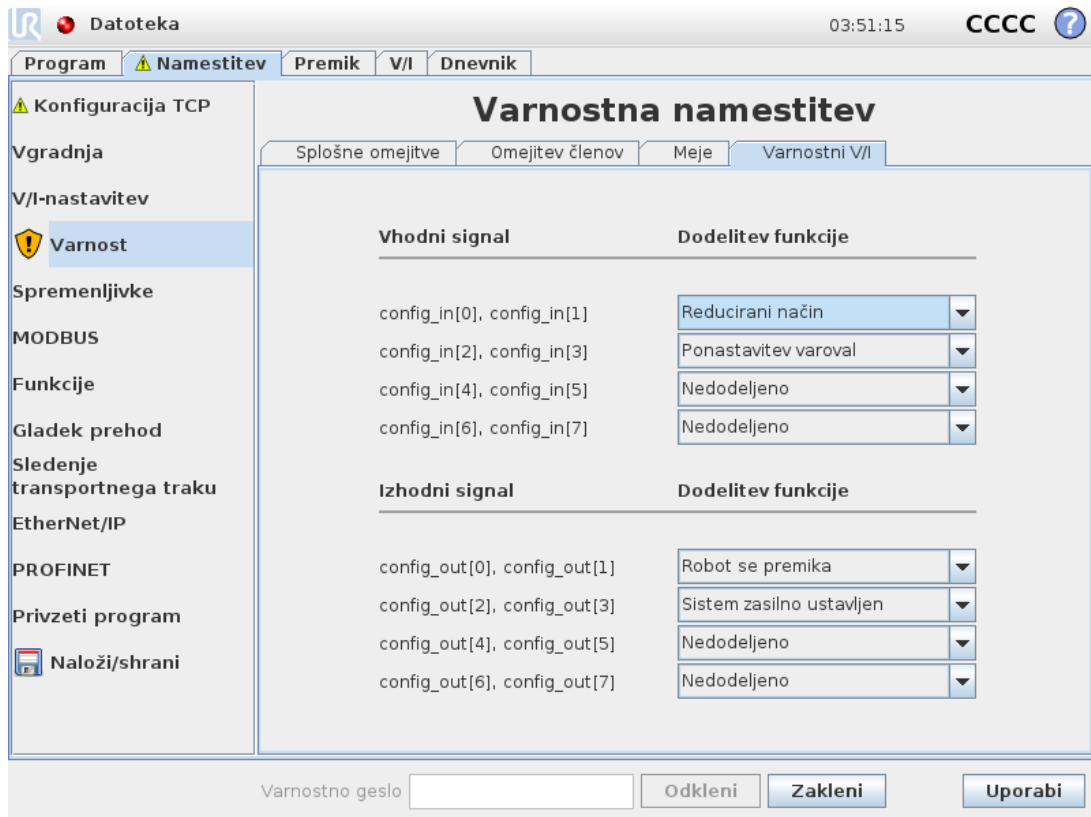 UR Datoteka 03:51:15 CCCC ?
Program Namestitev Premik V/I Dnevnik
Konfiguracija TCP
Vgradnja
V/I-nastavitev
Varnost
Spremenljivke
MODBUS
Funkcije
Gladek prehod
Sledenje
transportnega traku
EtherNet/IP
PROFINET
Privzeti program
Naloži/shrani
Varnostna namestitev
Splošne omejitve Omejitev členov Meje Varnostni V/I
Vhodni signal Dodelitev funkcije
config_in[0], config_in[1] Reducirani način
config_in[2], config_in[3] Ponastavitev varoval
config_in[4], config_in[5] Nedodeljeno
config_in[6], config_in[7] Nedodeljeno
Izhodni signal Dodelitev funkcije
config_out[0], config_out[1] Robot se premika
config_out[2], config_out[3] Sistem zasilno ustavljen
config_out[4], config_out[5] Nedodeljeno
config_out[6], config_out[7] Nedodeljeno
Varnostno geslo Odkleni Zakleni Uporabi